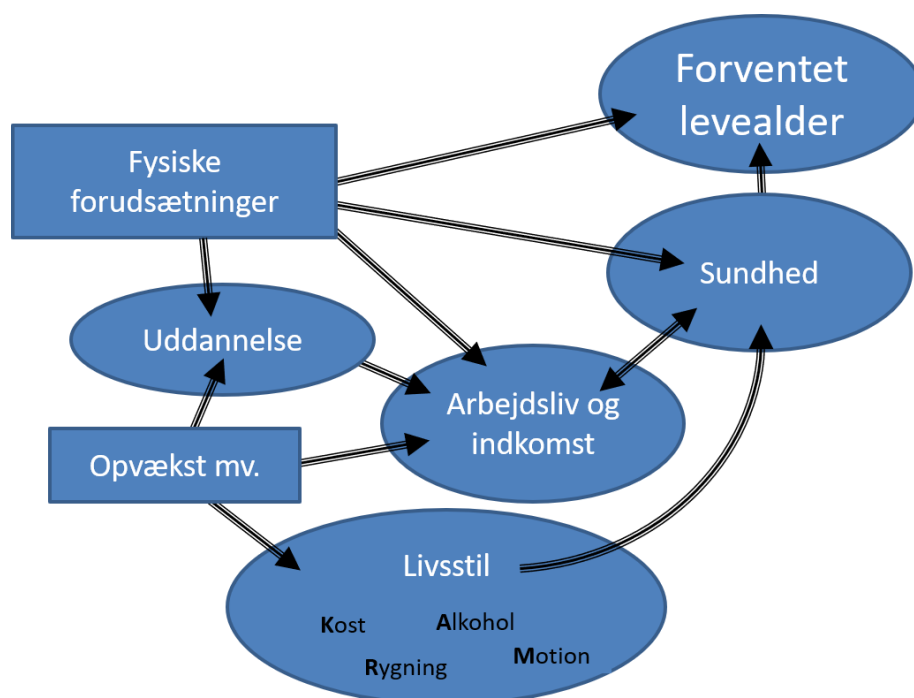 Forventet
levealder
Fysiske
forudsætninger
Sundhed
Uddannelse
Arbejdsliv og
indkomst
Opvækst mv.
Livsstil
Kost
Alkohol
Rygning
Motion